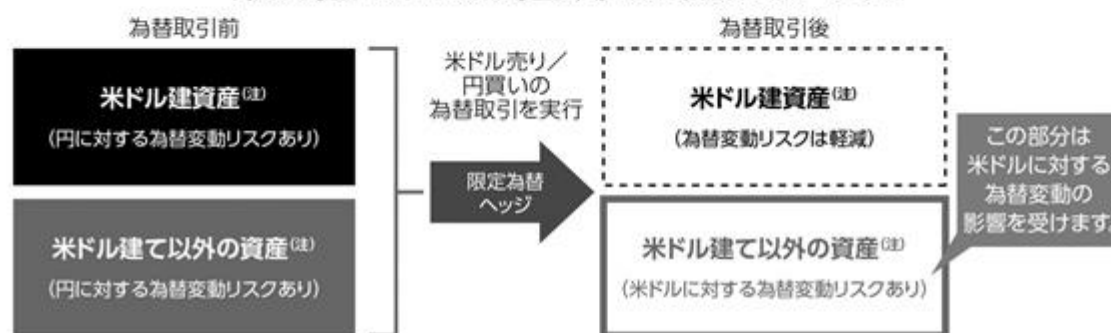 為替取引前
米ドル建資産(注)
(円に対する為替変動リスクあり)
米ドル建て以外の資産(注)
(円に対する為替変動リスクあり)
米ドル売り／
円買いの
為替取引を実行
限定為替
ヘッジ
為替取引後
米ドル建資産(注)
(為替変動リスクは軽減)
米ドル建て以外の資産(注)
(米ドルに対する為替変動リスクあり)
この部分は
米ドルに対する
為替変動の
影響を受けます。